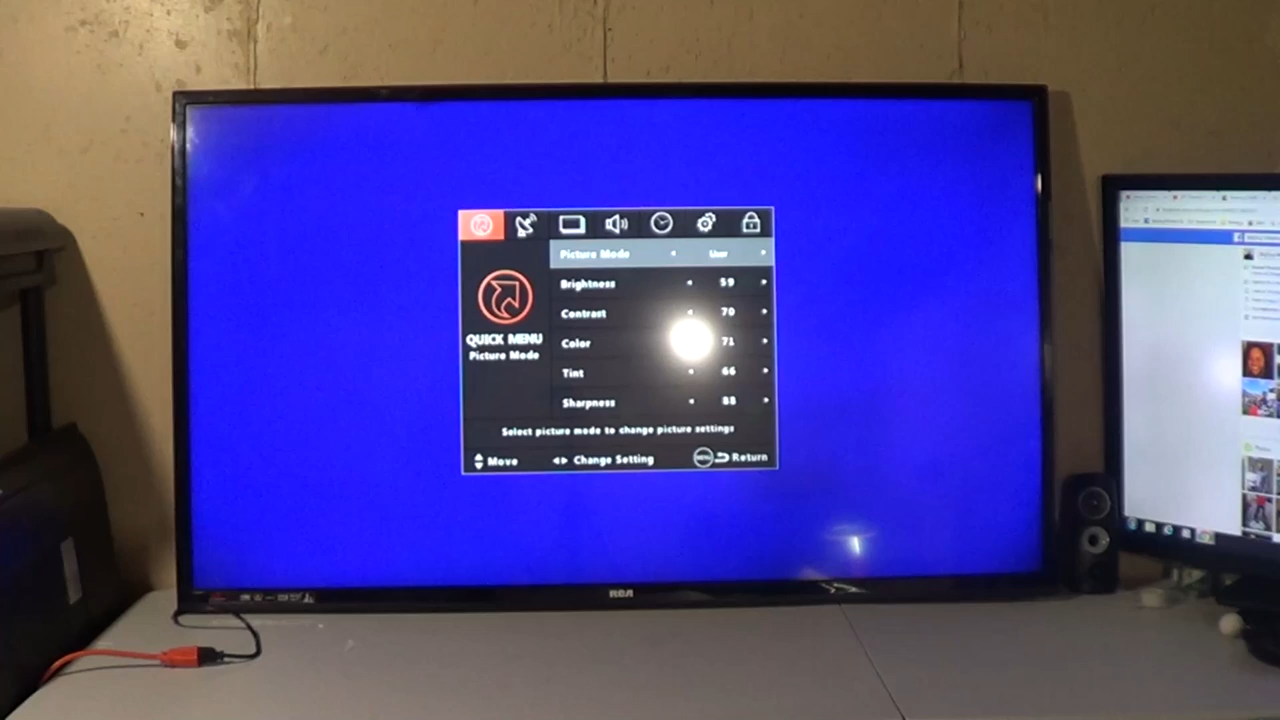 Picture Mode User
Brightness 59
Contrast 70
QUICK MENU
Picture Mode
Color 71
Tint 66
Sharpness 88
Select picture mode to change picture settings
Move Change Setting MENU Return
RCA